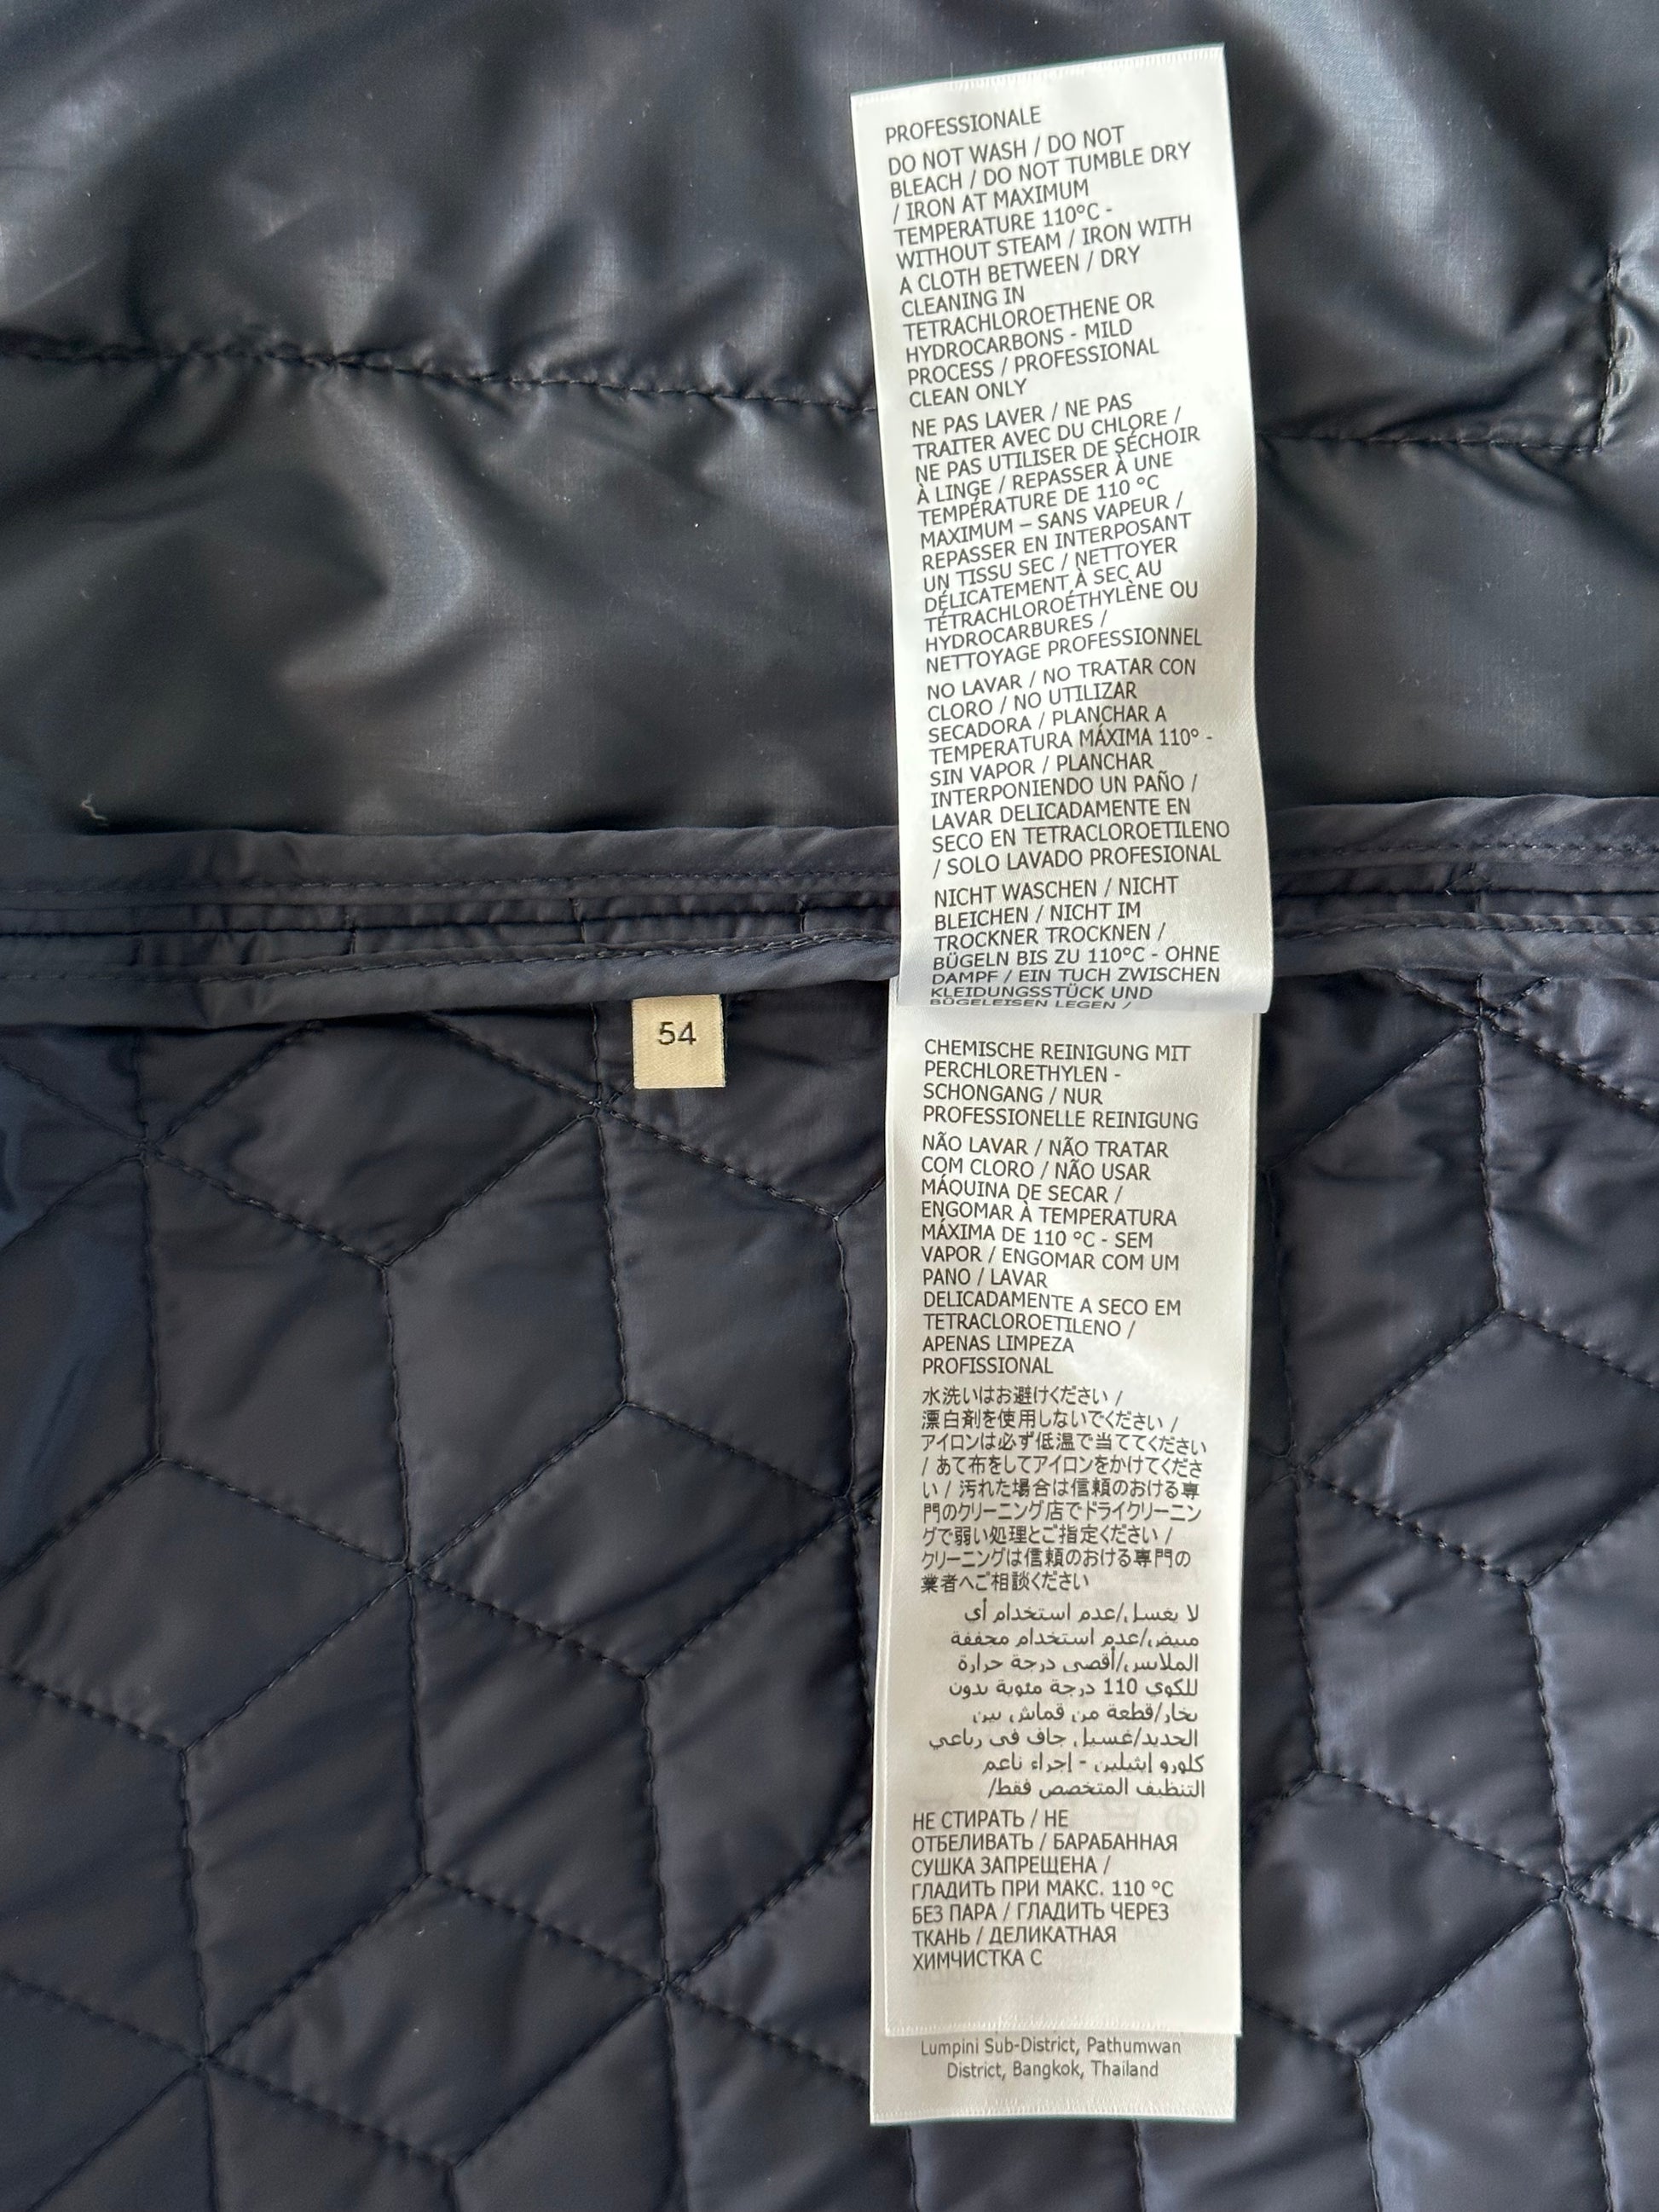 PROFESSIONALE
DO NOT WASH / DO NOT
BLEACH / DO NOT TUMBLE DRY
/ IRON AT MAXIMUM
TEMPERATURE 110°C -
WITHOUT STEAM / IRON WITH
A CLOTH BETWEEN / DRY
CLEANING IN
TETRACHLOROETHENE OR
HYDROCARBONS - MILD
PROCESS / PROFESSIONAL
CLEAN ONLY
NE PAS LAVER / NE PAS
TRAITER AVEC DU CHLORE /
NE PAS UTILISER DE SÉCHOIR
À LINGE / REPASSER À UNE
TEMPÉRATURE DE 110 °C
MAXIMUM – SANS VAPEUR /
REPASSER EN INTERPOSANT
UN TISSU SEC / NETTOYER
DÉLICATEMENT À SEC AU
TÉTRACHLOROÉTHYLÈNE OU
HYDROCARBURES /
NETTOYAGE PROFESSIONNEL
NO LAVAR / NO TRATAR CON
CLORO / NO UTILIZAR
SECADORA / PLANCHAR A
TEMPERATURA MÁXIMA 110° -
SIN VAPOR / PLANCHAR
INTERPONIENDO UN PAÑO /
LAVAR DELICADAMENTE EN
SECO EN TETRACLOROETILENO
/ SOLO LAVADO PROFESIONAL
NICHT WASCHEN / NICHT
BLEICHEN / NICHT IM
TROCKNER TROCKNEN /
BÜGELN BIS ZU 110°C - OHNE
DAMPF / EIN TUCH ZWISCHEN
KLEIDUNGSSTÜCK UND
BÜGELEISEN LEGEN /
54
CHEMISCHE REINIGUNG MIT
PERCHLORETHYLEN -
SCHONGANG / NUR
PROFESSIONELLE REINIGUNG
NÃO LAVAR / NÃO TRATAR
COM CLORO / NÃO USAR
MÁQUINA DE SECAR /
ENGOMAR À TEMPERATURA
MÁXIMA DE 110 °C - SEM
VAPOR / ENGOMAR COM UM
PANO / LAVAR
DELICADAMENTE A SECO EM
TETRACLOROETILENO /
APENAS LIMPEZA
PROFISSIONAL
水洗いはお避けください /
漂白剤を使用しないでください /
アイロンは必ず低温で当ててください
/ あて布をしてアイロンをかけてくださ
い / 汚れた場合は信頼のおける専
門のクリーニング店でドライクリーニン
グで弱い処理とご指定ください /
クリーニングは信頼のおける専門の
業者へご相談ください
لا يغسل/عدم استخدام أي
مبيض/عدم استخدام مجففة
الملابس/أقصى درجة حرارة
للكوي 110 درجة مئوية بدون
بخار/قطعة من قماش بين
الحديد/غسيل جاف في رباعي
كلورو إيثيلين - إجراء ناعم
التنظيف المتخصص فقط/
НЕ СТИРАТЬ / НЕ
ОТБЕЛИВАТЬ / БАРАБАННАЯ
СУШКА ЗАПРЕЩЕНА /
ГЛАДИТЬ ПРИ МАКС. 110 °C
БЕЗ ПАРА / ГЛАДИТЬ ЧЕРЕЗ
ТКАНЬ / ДЕЛИКАТНАЯ
ХИМЧИСТКА С
Lumpini Sub-District, Pathumwan
District, Bangkok, Thailand